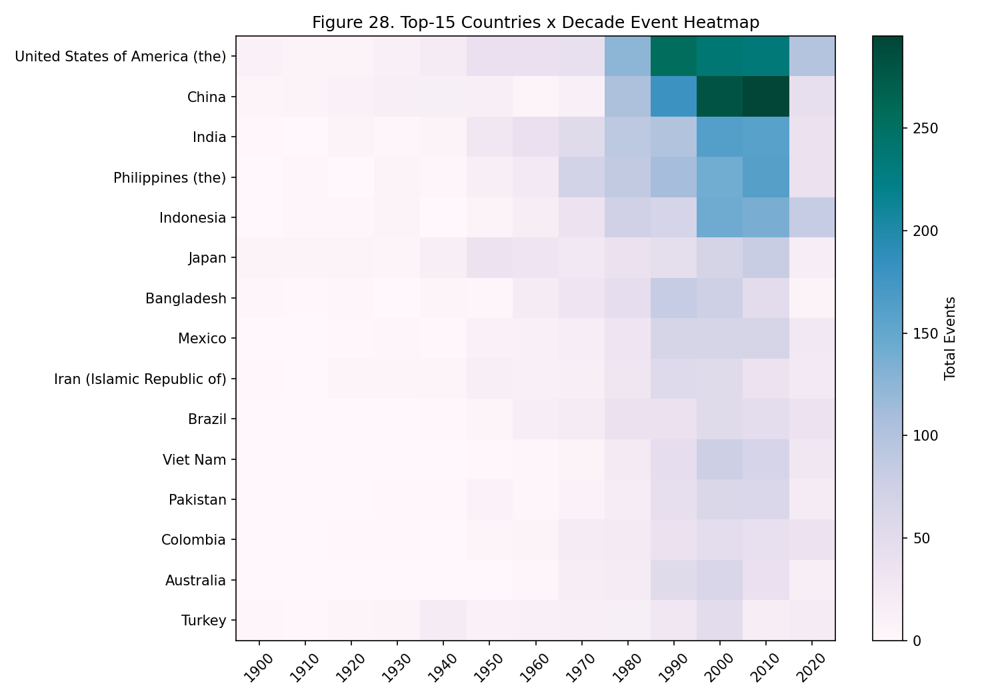 Figure 28. Top-15 Countries x Decade Event Heatmap
United States of America (the)
China
India
Philippines (the)
Indonesia
Japan
Bangladesh
Mexico
Iran (Islamic Republic of)
Brazil
Viet Nam
Pakistan
Colombia
Australia
Turkey
1900
1910
1920
1930
1940
1950
1960
1970
1980
1990
2000
2010
2020
250
200
150
100
50
0
Total Events